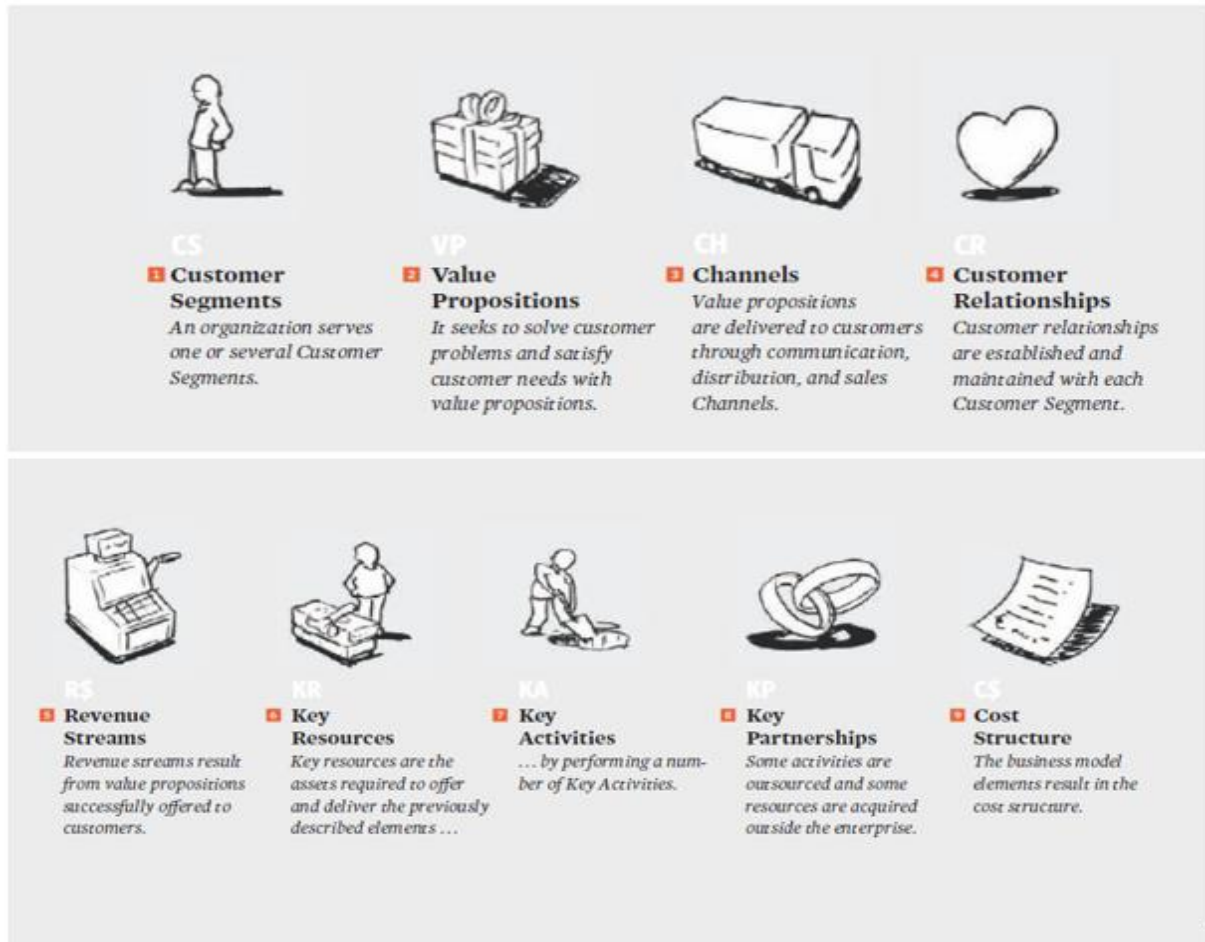 CS
1 Customer
Segments
An organization serves
one or several Customer
Segments.
VP
2 Value
Propositions
It seeks to solve customer
problems and satisfy
customer needs with
value propositions.
CH
3 Channels
Value propositions
are delivered to customers
through communication,
distribution, and sales
Channels.
CR
4 Customer
Relationships
Customer relationships
are established and
maintained with each
Customer Segment.
R$
5 Revenue
Streams
Revenue streams result
from value propositions
successfully offered to
customers.
KR
6 Key
Resources
Key resources are the
assets required to offer
and deliver the previously
described elements …
KA
7 Key
Activities
… by performing a num-
ber of Key Activities.
KP
8 Key
Partnerships
Some activities are
outsourced and some
resources are acquired
outside the enterprise.
C$
9 Cost
Structure
The business model
elements result in the
cost structure.